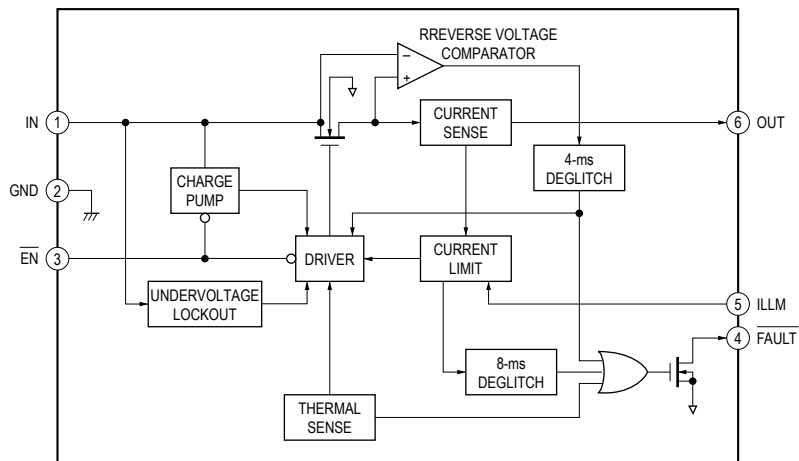 RREVERSE VOLTAGE
COMPARATOR
−
+
IN
1
CURRENT
SENSE
6
OUT
4-ms
DEGLITCH
GND
2
CHARGE
PUMP
EN
3
DRIVER
CURRENT
LIMIT
UNDERVOLTAGE
LOCKOUT
5
ILLM
4
FAULT
8-ms
DEGLITCH
THERMAL
SENSE